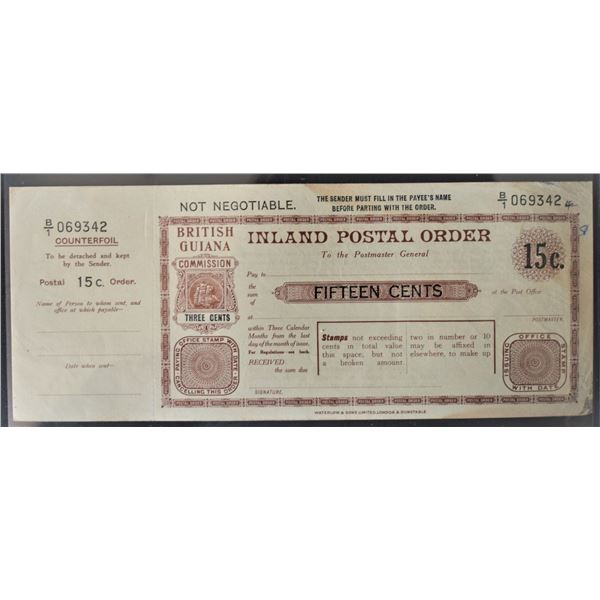 B/1 069342
COUNTERFOIL
To be detached and kept
by the Sender.
Postal 15 c. Order.
Name of Person to whom sent, and
office at which payable—
Date when sent—
NOT NEGOTIABLE.
THE SENDER MUST FILL IN THE PAYEE'S NAME
BEFORE PARTING WITH THE ORDER.
B/1 069342
BRITISH
GUIANA
COMMISSION
THREE CENTS
INLAND POSTAL ORDER
To the Postmaster General
15 c.
Pay to
the
sum
of
FIFTEEN CENTS
at the Post Office
at
POSTMASTER.
within Three Calendar
Months from the last
day of the month of issue.
For Regulations see back.
RECEIVED
the sum due
SIGNATURE.
Stamps not exceeding two in number or 10
cents in total value may be affixed in
this space, but not elsewhere, to make up
a broken amount
PAYING OFFICE STAMP WITH DATE
CANCELLING THIS ORDER
ISSUING OFFICE STAMP
WITH DATE
WATERLOW & SONS LIMITED, LONDON & DUNSTABLE